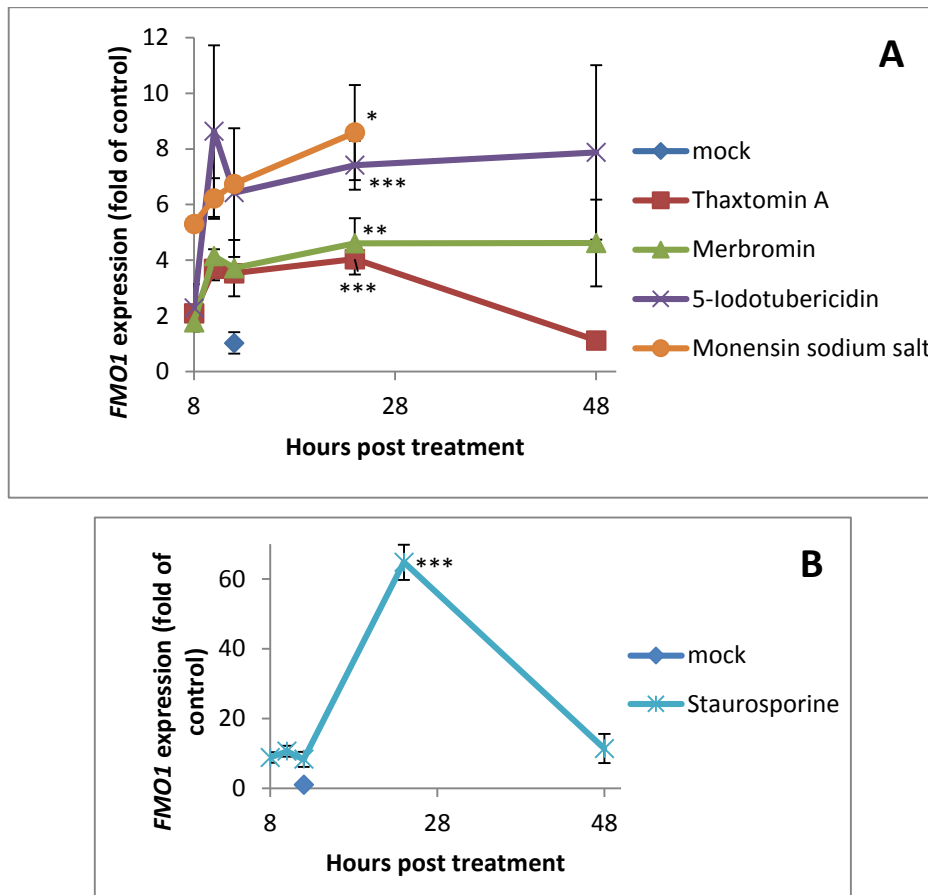 A
12
10
8
6
4
2
0
FMO1 expression (fold of control)
*
***
**
***
8 28 48
Hours post treatment
mock
Thaxtomin A
Merbromin
5-Iodotubericidin
Monensin sodium salt
B
60
40
20
0
FMO1 expression (fold of
control)
***
8 28 48
Hours post treatment
mock
Staurosporine